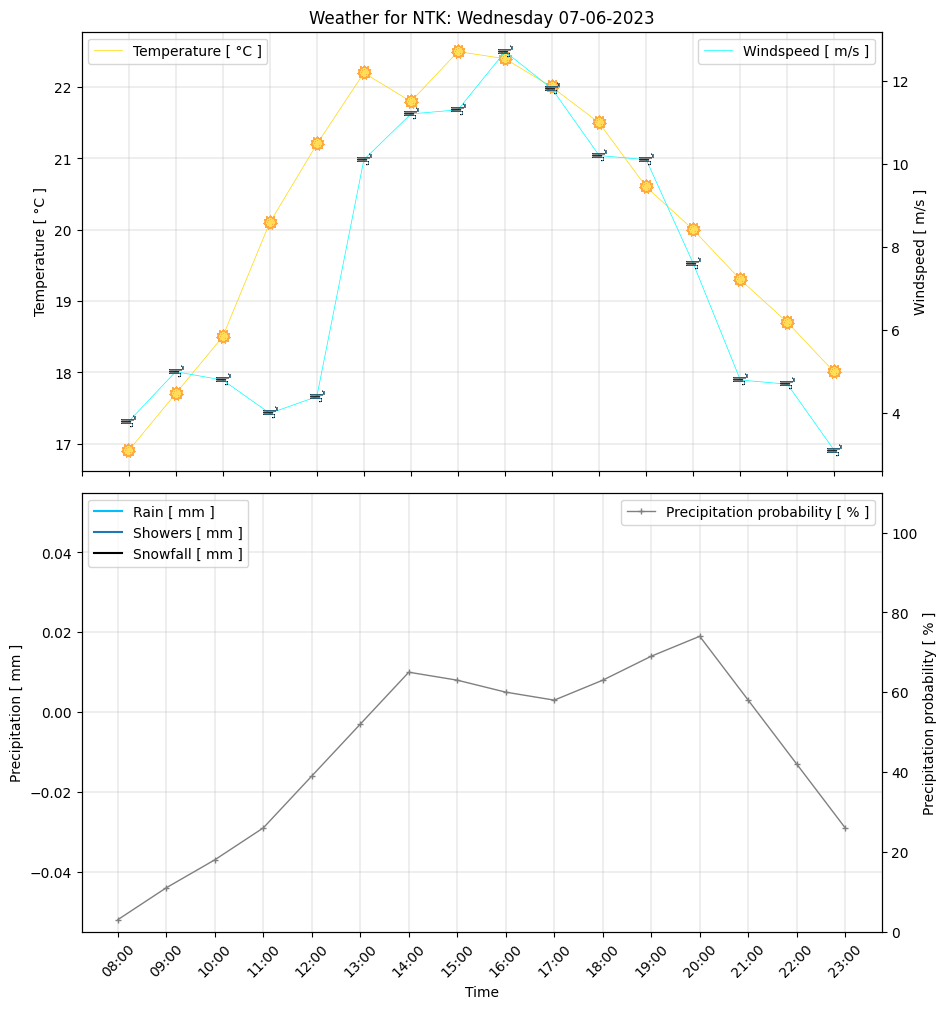 Weather for NTK: Wednesday 07-06-2023
Temperature [ °C ]
Windspeed [ m/s ]
Temperature [ °C ]
22
21
20
19
18
17
Windspeed [ m/s ]
12
10
8
6
4
Rain [ mm ]
Showers [ mm ]
Snowfall [ mm ]
Precipitation probability [ % ]
Precipitation [ mm ]
0.04
0.02
0.00
−0.02
−0.04
Precipitation probability [ % ]
100
80
60
40
20
0
08:00 09:00 10:00 11:00 12:00 13:00 14:00 15:00 16:00 17:00 18:00 19:00 20:00 21:00 22:00 23:00
Time